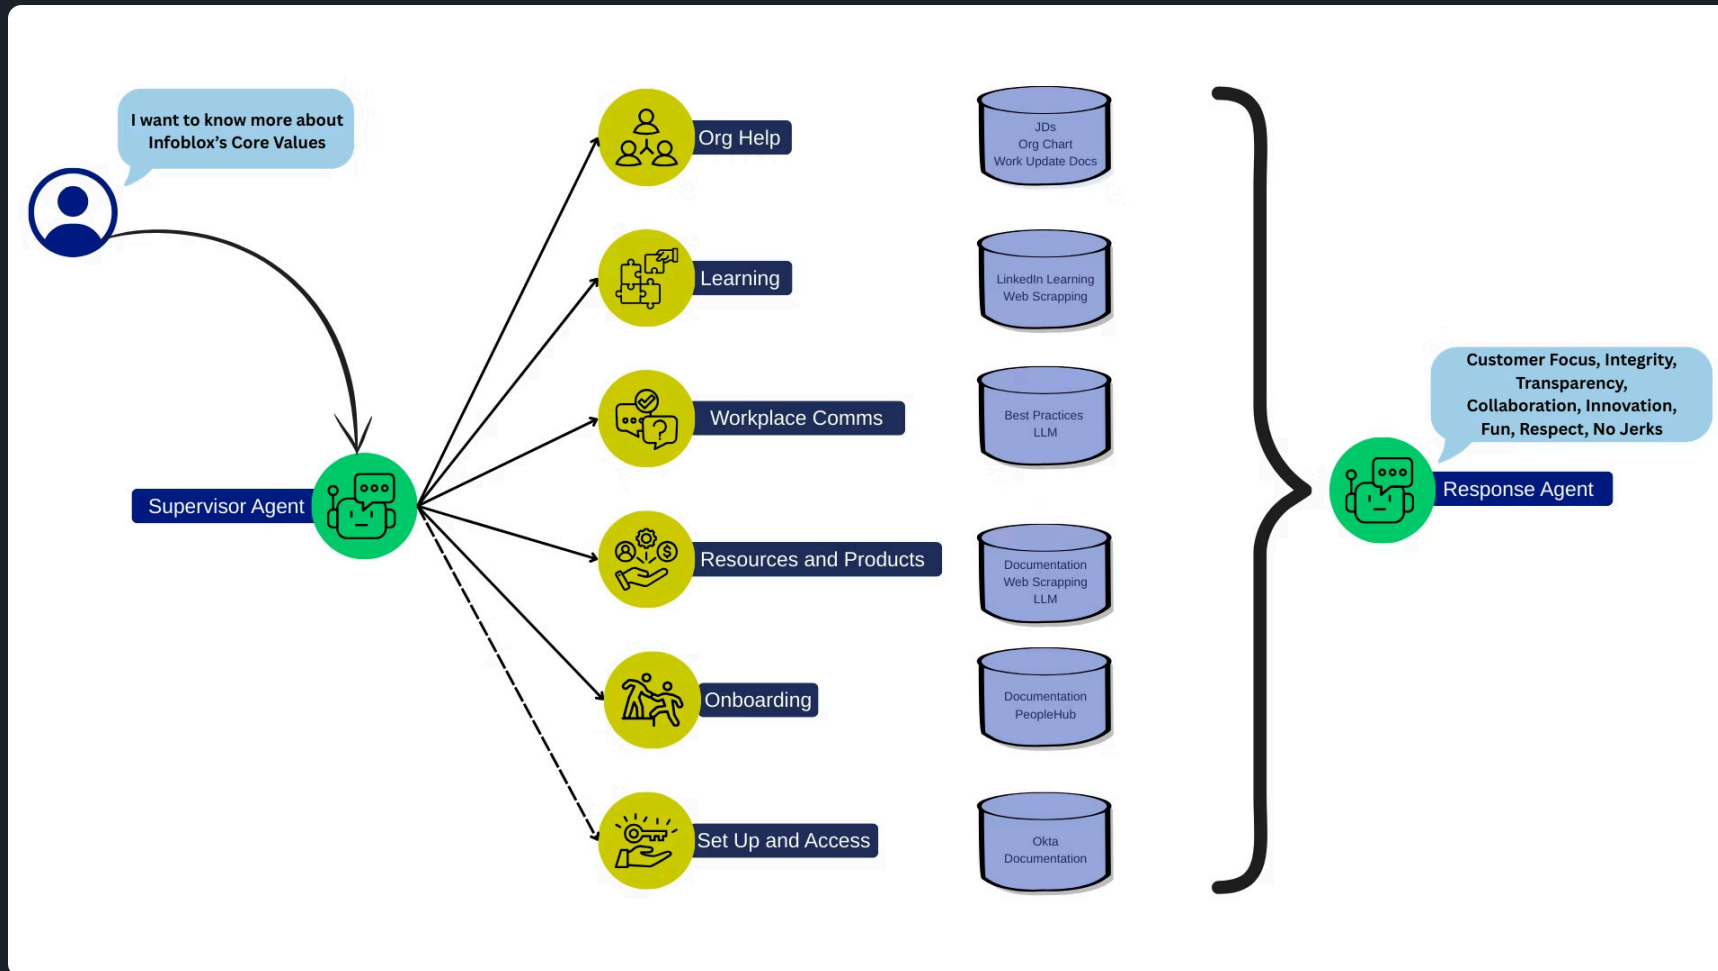 I want to know more about
Infoblox's Core Values
Supervisor Agent
Org Help
Learning
Workplace Comms
Resources and Products
Onboarding
Set Up and Access
JDs
Org Chart
Work Update Docs
LinkedIn Learning
Web Scrapping
Best Practices
LLM
Documentation
Web Scrapping
LLM
Documentation
PeopleHub
Okta
Documentation
Customer Focus, Integrity,
Transparency,
Collaboration, Innovation,
Fun, Respect, No Jerks
Response Agent